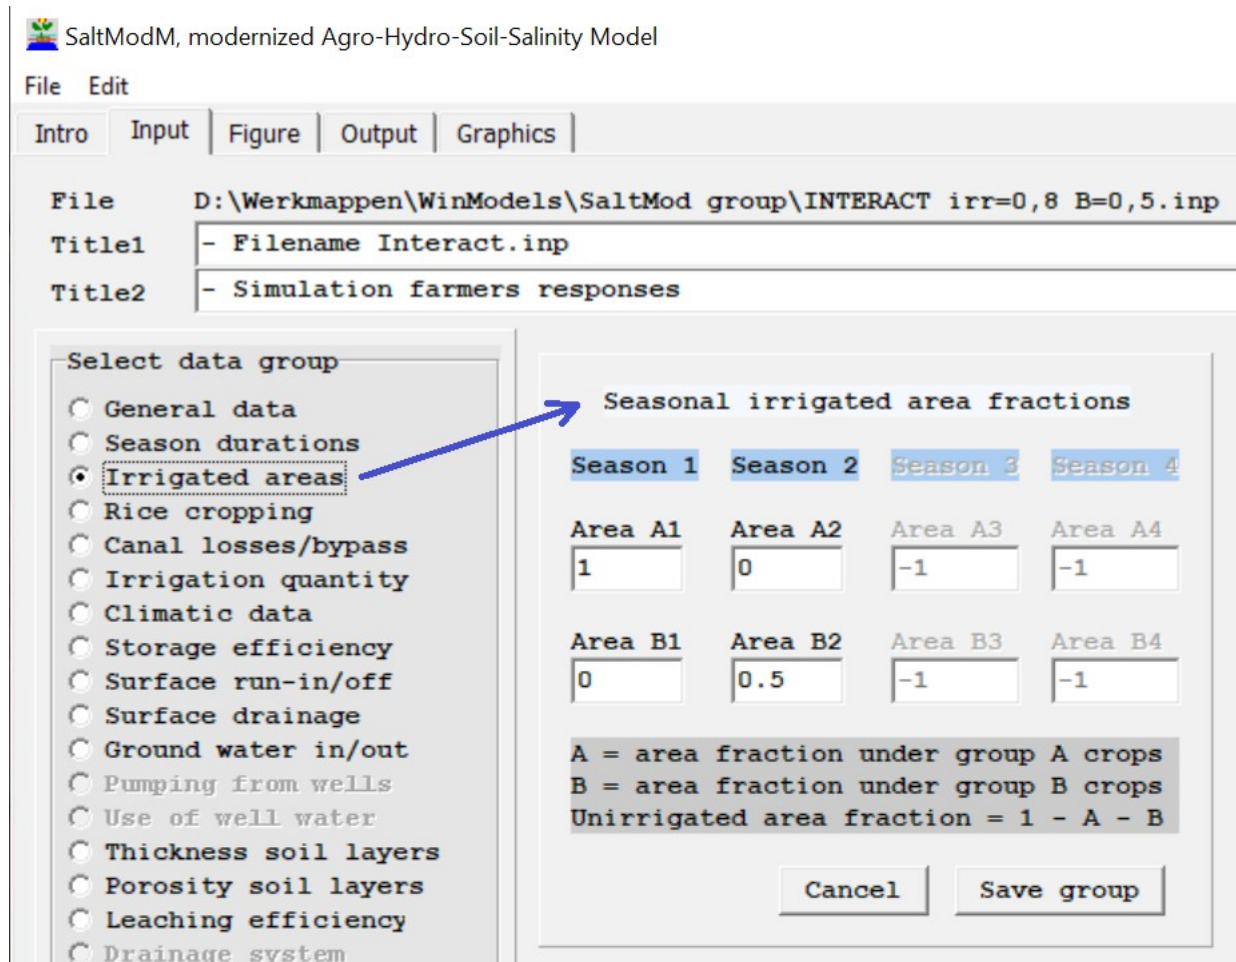 SaltModM, modernized Agro-Hydro-Soil-Salinity Model
File Edit
Intro Input Figure Output Graphics
File D:\Werkmappen\WinModels\SaltMod group\INTERACT irr=0,8 B=0,5.inp
Title1 - Filename Interact.inp
Title2 - Simulation farmers responses
Select data group
General data
Season durations
Irrigated areas
Rice cropping
Canal losses/bypass
Irrigation quantity
Climatic data
Storage efficiency
Surface run-in/off
Surface drainage
Ground water in/out
Pumping from wells
Use of well water
Thickness soil layers
Porosity soil layers
Leaching efficiency
Drainage system
Seasonal irrigated area fractions
Season 1 Season 2 Season 3 Season 4
Area A1 Area A2 Area A3 Area A4
1 0 -1 -1
Area B1 Area B2 Area B3 Area B4
0 0.5 -1 -1
A = area fraction under group A crops
B = area fraction under group B crops
Unirrigated area fraction = 1 - A - B
Cancel Save group